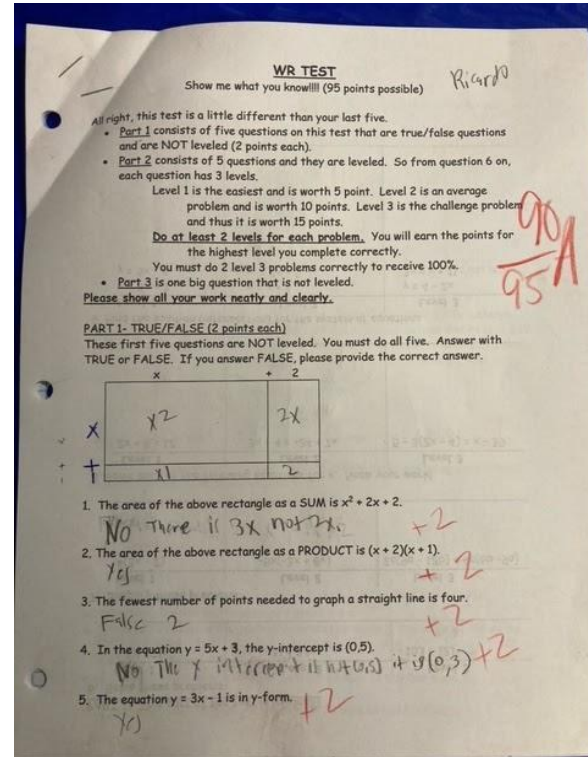 WR TEST
Ricardo
Show me what you know!!!! (95 points possible)
All right, this test is a little different than your last five.
• Part 1 consists of five questions on this test that are true/false questions
and are NOT leveled (2 points each).
• Part 2 consists of 5 questions and they are leveled. So from question 6 on,
each question has 3 levels.
Level 1 is the easiest and is worth 5 point. Level 2 is an average
problem and is worth 10 points. Level 3 is the challenge problem
and thus it is worth 15 points.
Do at least 2 levels for each problem. You will earn the points for
the highest level you complete correctly.
You must do 2 level 3 problems correctly to receive 100%.
90
95
A
• Part 3 is one big question that is not leveled.
Please show all your work neatly and clearly.
PART 1- TRUE/FALSE (2 points each)
These first five questions are NOT leveled. You must do all five. Answer with
TRUE or FALSE. If you answer FALSE, please provide the correct answer.
x + 2
x x2 2x
+ x1 2
1. The area of the above rectangle as a SUM is x² + 2x + 2.
No There is 3x not 2x. +2
2. The area of the above rectangle as a PRODUCT is (x + 2)(x + 1).
Yes +2
3. The fewest number of points needed to graph a straight line is four.
False 2 +2
4. In the equation y = 5x + 3, the y-intercept is (0,5).
No The y intercept is not (0,5) it is (0,3) +2
5. The equation y = 3x - 1 is in y-form. +2
Yes